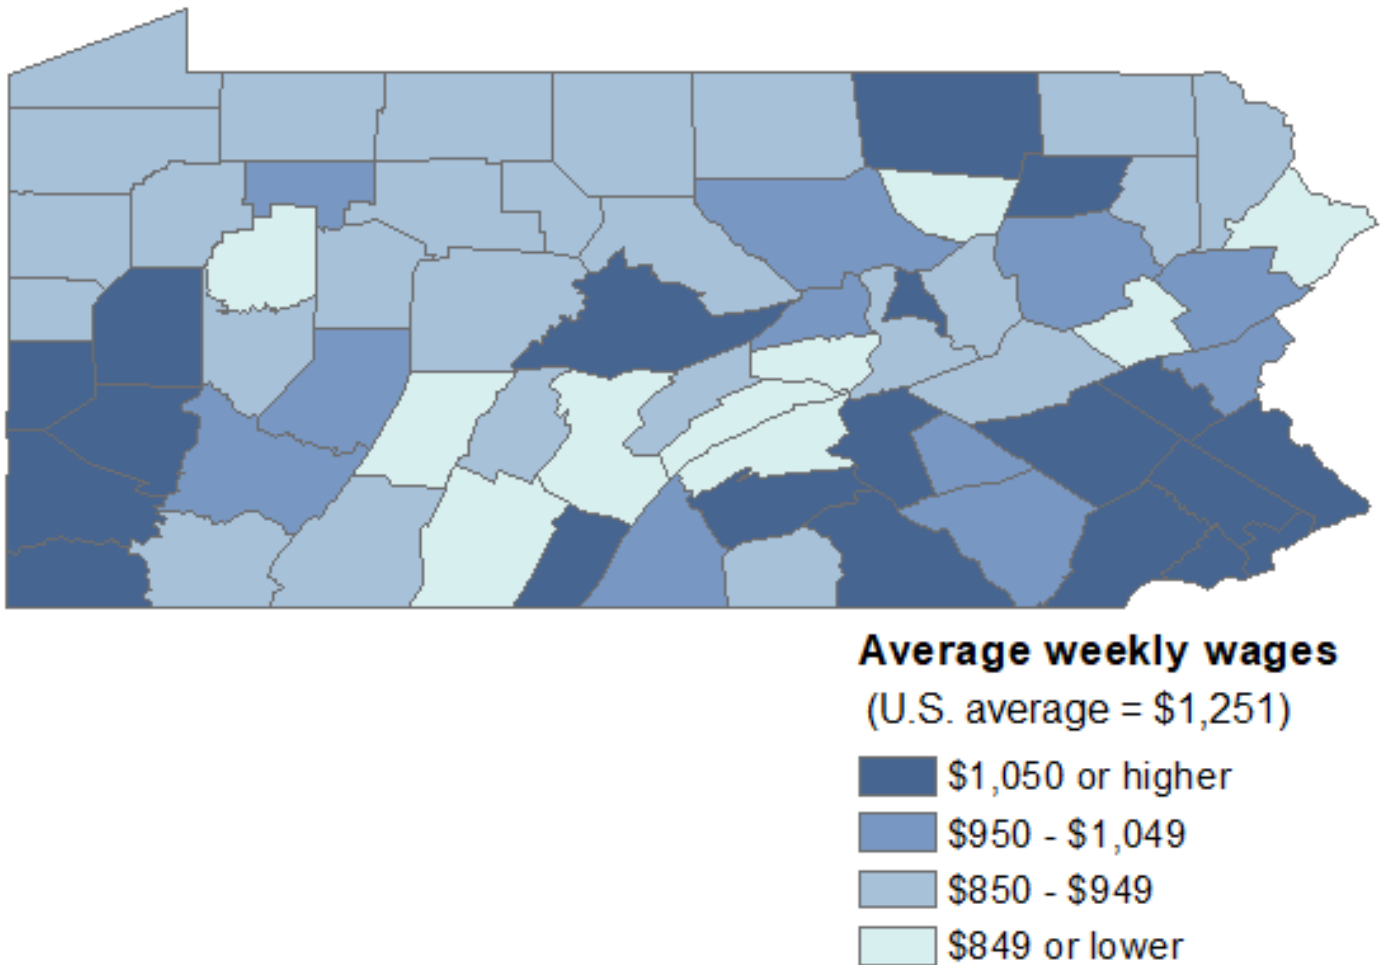 Average weekly wages
(U.S. average = $1,251)
$1,050 or higher
$950 - $1,049
$850 - $949
$849 or lower